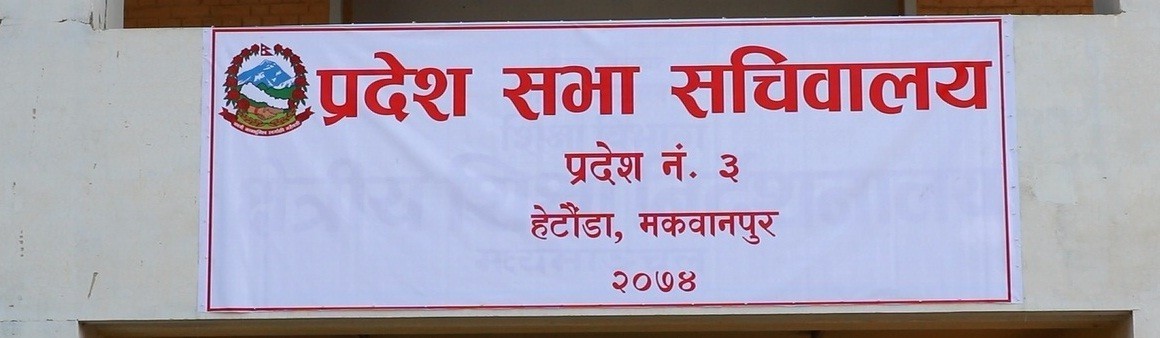 प्रदेश सभा सचिवालय
प्रदेश नं. ३
हेटौंडा, मकवानपुर
२०७४